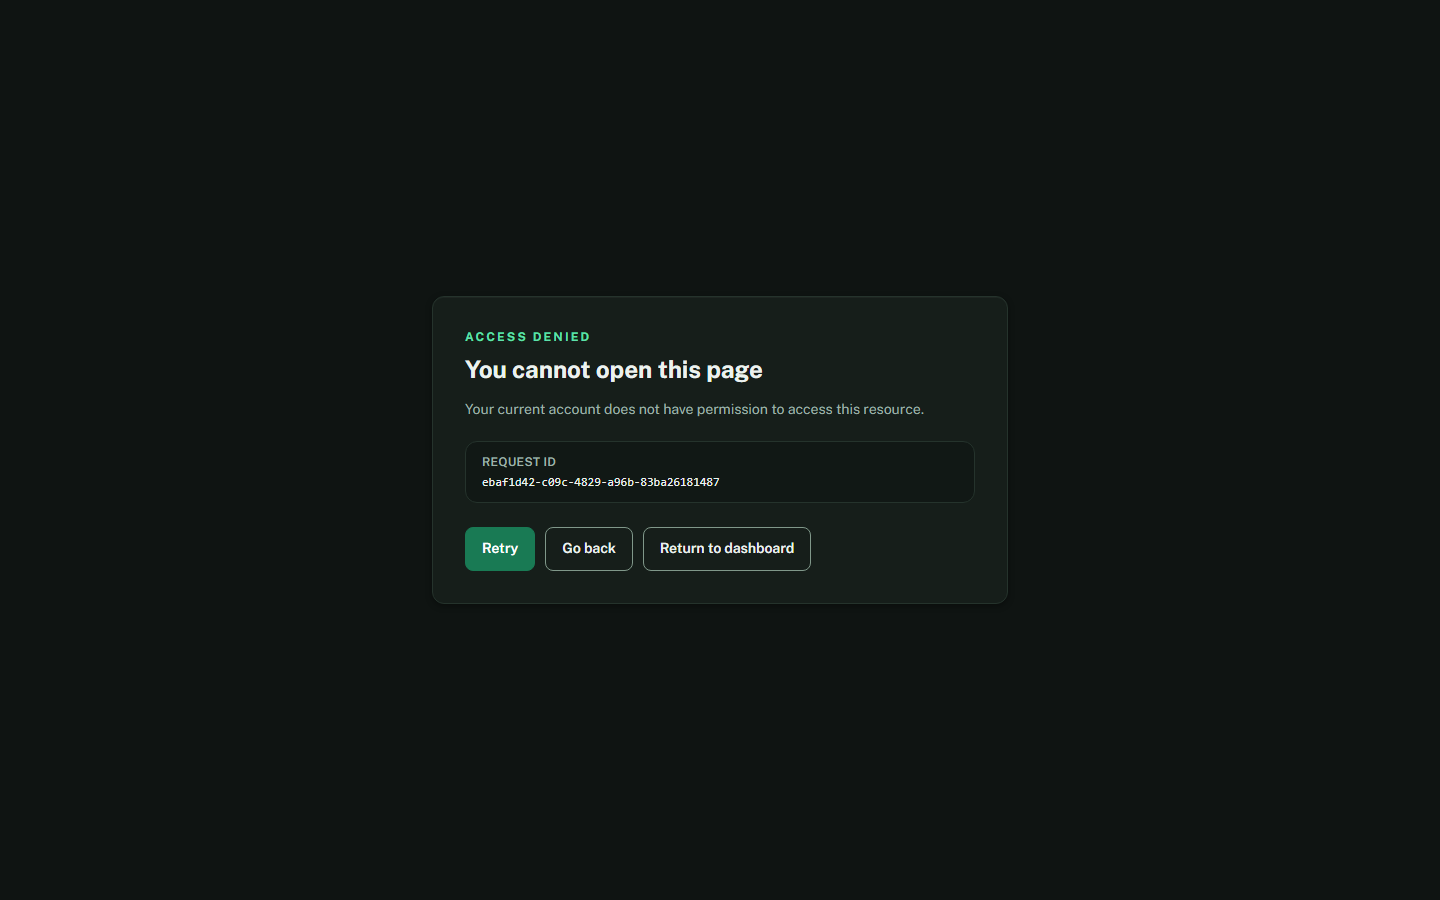 ACCESS DENIED
You cannot open this page
Your current account does not have permission to access this resource.
REQUEST ID
ebaf1d42-c09c-4829-a96b-83ba26181487
Retry
Go back
Return to dashboard